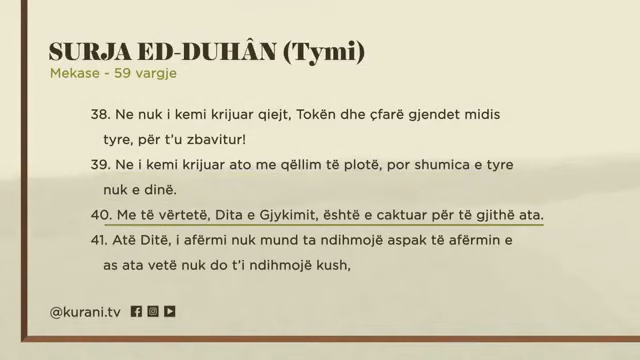 SURJA ED-DUHÂN (Tymi)
Mekase - 59 vargje
38. Ne nuk i kemi krijuar qiejt, Tokën dhe çfarë gjendet midis
tyre, për t'u zbavitur!
39. Ne i kemi krijuar ato me qëllim të plotë, por shumica e tyre
nuk e dinë.
40. Me të vërtetë, Dita e Gjykimit, është e caktuar për të gjithë ata.
41. Atë Ditë, i afërmi nuk mund ta ndihmojë aspak të afërmin e
as ata vetë nuk do t'i ndihmojë kush,
@kurani.tv